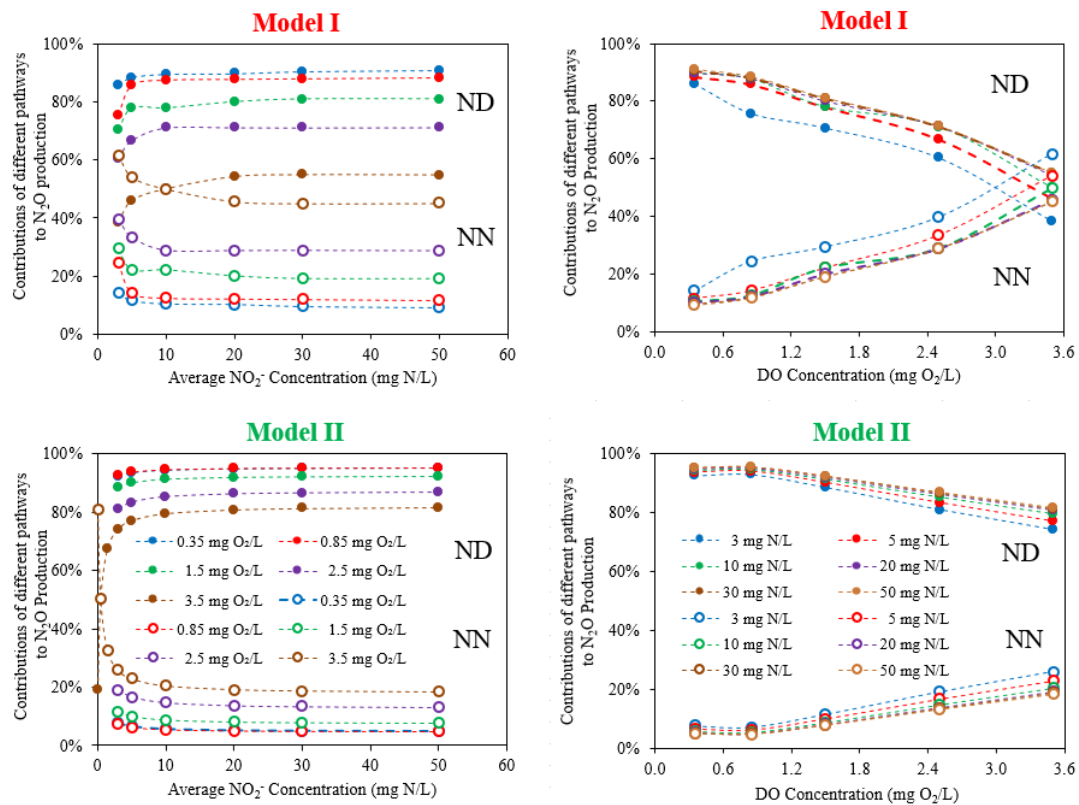 Model I
Contributions of different pathways
to N₂O production
100%
80%
60%
40%
20%
0%
ND
NN
0
10
20
30
40
50
60
Average NO₂⁻ Concentration (mg N/L)
Model I
Contributions of different pathways
to N₂O Production
100%
80%
60%
40%
20%
0%
ND
NN
0.0
0.6
1.2
1.8
2.4
3.0
3.6
DO Concentration (mg O₂/L)
Model II
Contributions of different pathways
to N₂O Production
100%
80%
60%
40%
20%
0%
0.35 mg O₂/L
0.85 mg O₂/L
1.5 mg O₂/L
2.5 mg O₂/L
3.5 mg O₂/L
0.35 mg O₂/L
0.85 mg O₂/L
1.5 mg O₂/L
2.5 mg O₂/L
3.5 mg O₂/L
ND
NN
0
10
20
30
40
50
60
Average NO₂⁻ Concentration (mg N/L)
Model II
Contributions of different pathways
to N₂O Production
100%
80%
60%
40%
20%
0%
3 mg N/L
5 mg N/L
10 mg N/L
20 mg N/L
30 mg N/L
50 mg N/L
3 mg N/L
5 mg N/L
10 mg N/L
20 mg N/L
30 mg N/L
50 mg N/L
ND
NN
0.0
0.6
1.2
1.8
2.4
3.0
3.6
DO Concentration (mg O₂/L)